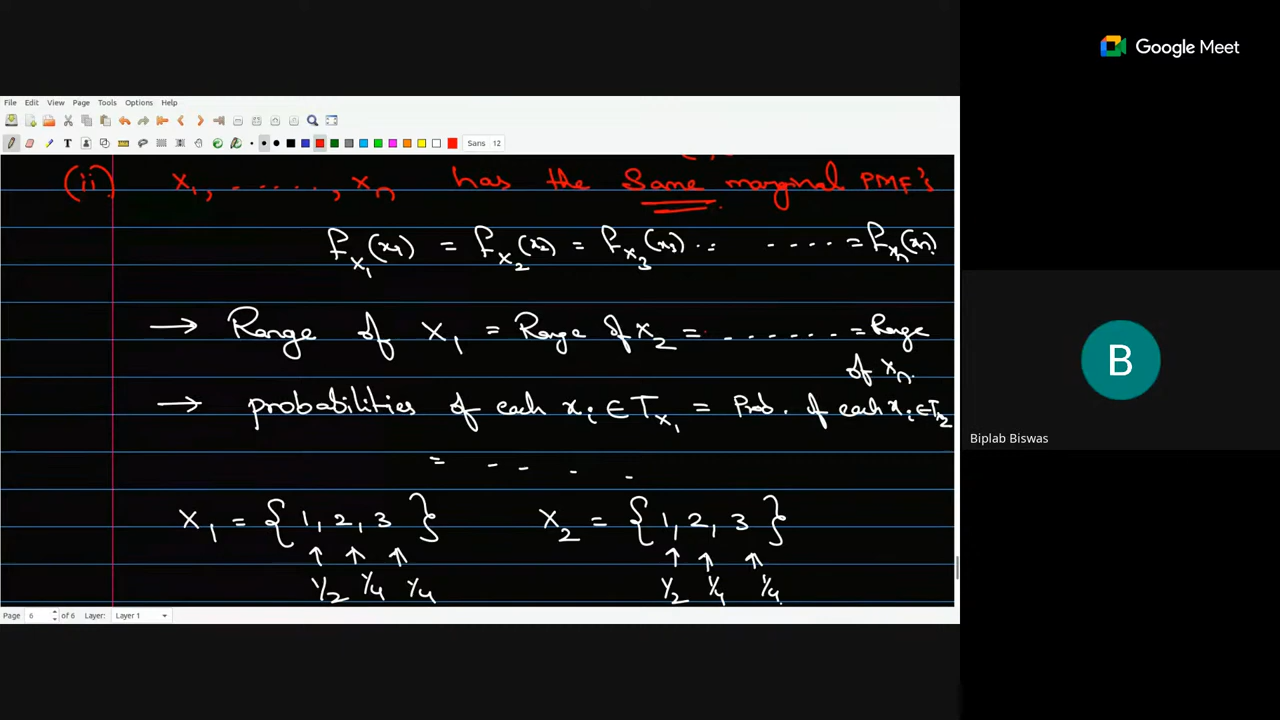 Google Meet
File Edit View Page Tools Options Help
Sans 12
(ii) X1, ......, Xn has the Same marginal PMF's
fX1(x1) = fX2(x2) = fX3(x3) .. .... = fXn(xn)
→ Range of X1 = Range of X2 = ....... = Range
of Xn.
→ probabilities of each xi ∈ TX1 = Prob. of each xi ∈ TX2
= - - - . .
X1 = { 1, 2, 3 } X2 = { 1, 2, 3 }
↑ ↑ ↑ ↑ ↑ ↑
1/2 1/4 1/4 1/2 1/4 1/4
B
Biplab Biswas
Page 6 of 6 Layer: Layer 1